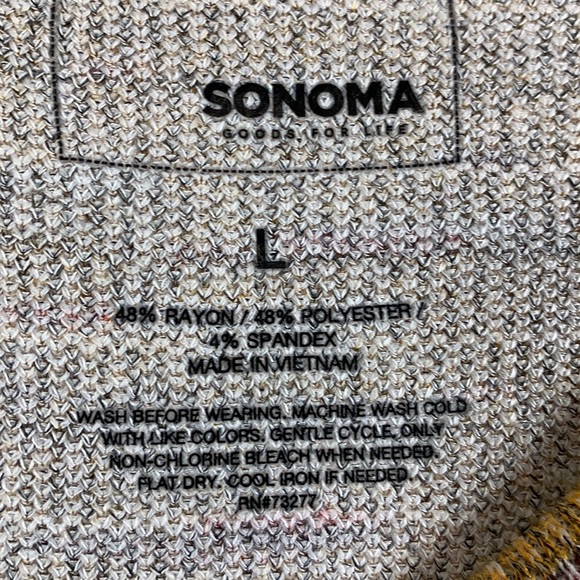 SONOMA
GOODS FOR LIFE
L
48% RAYON / 48% POLYESTER /
4% SPANDEX
MADE IN VIETNAM
WASH BEFORE WEARING. MACHINE WASH COLD
WITH LIKE COLORS. GENTLE CYCLE. ONLY
NON-CHLORINE BLEACH WHEN NEEDED.
FLAT DRY. COOL IRON IF NEEDED.
RN#73277